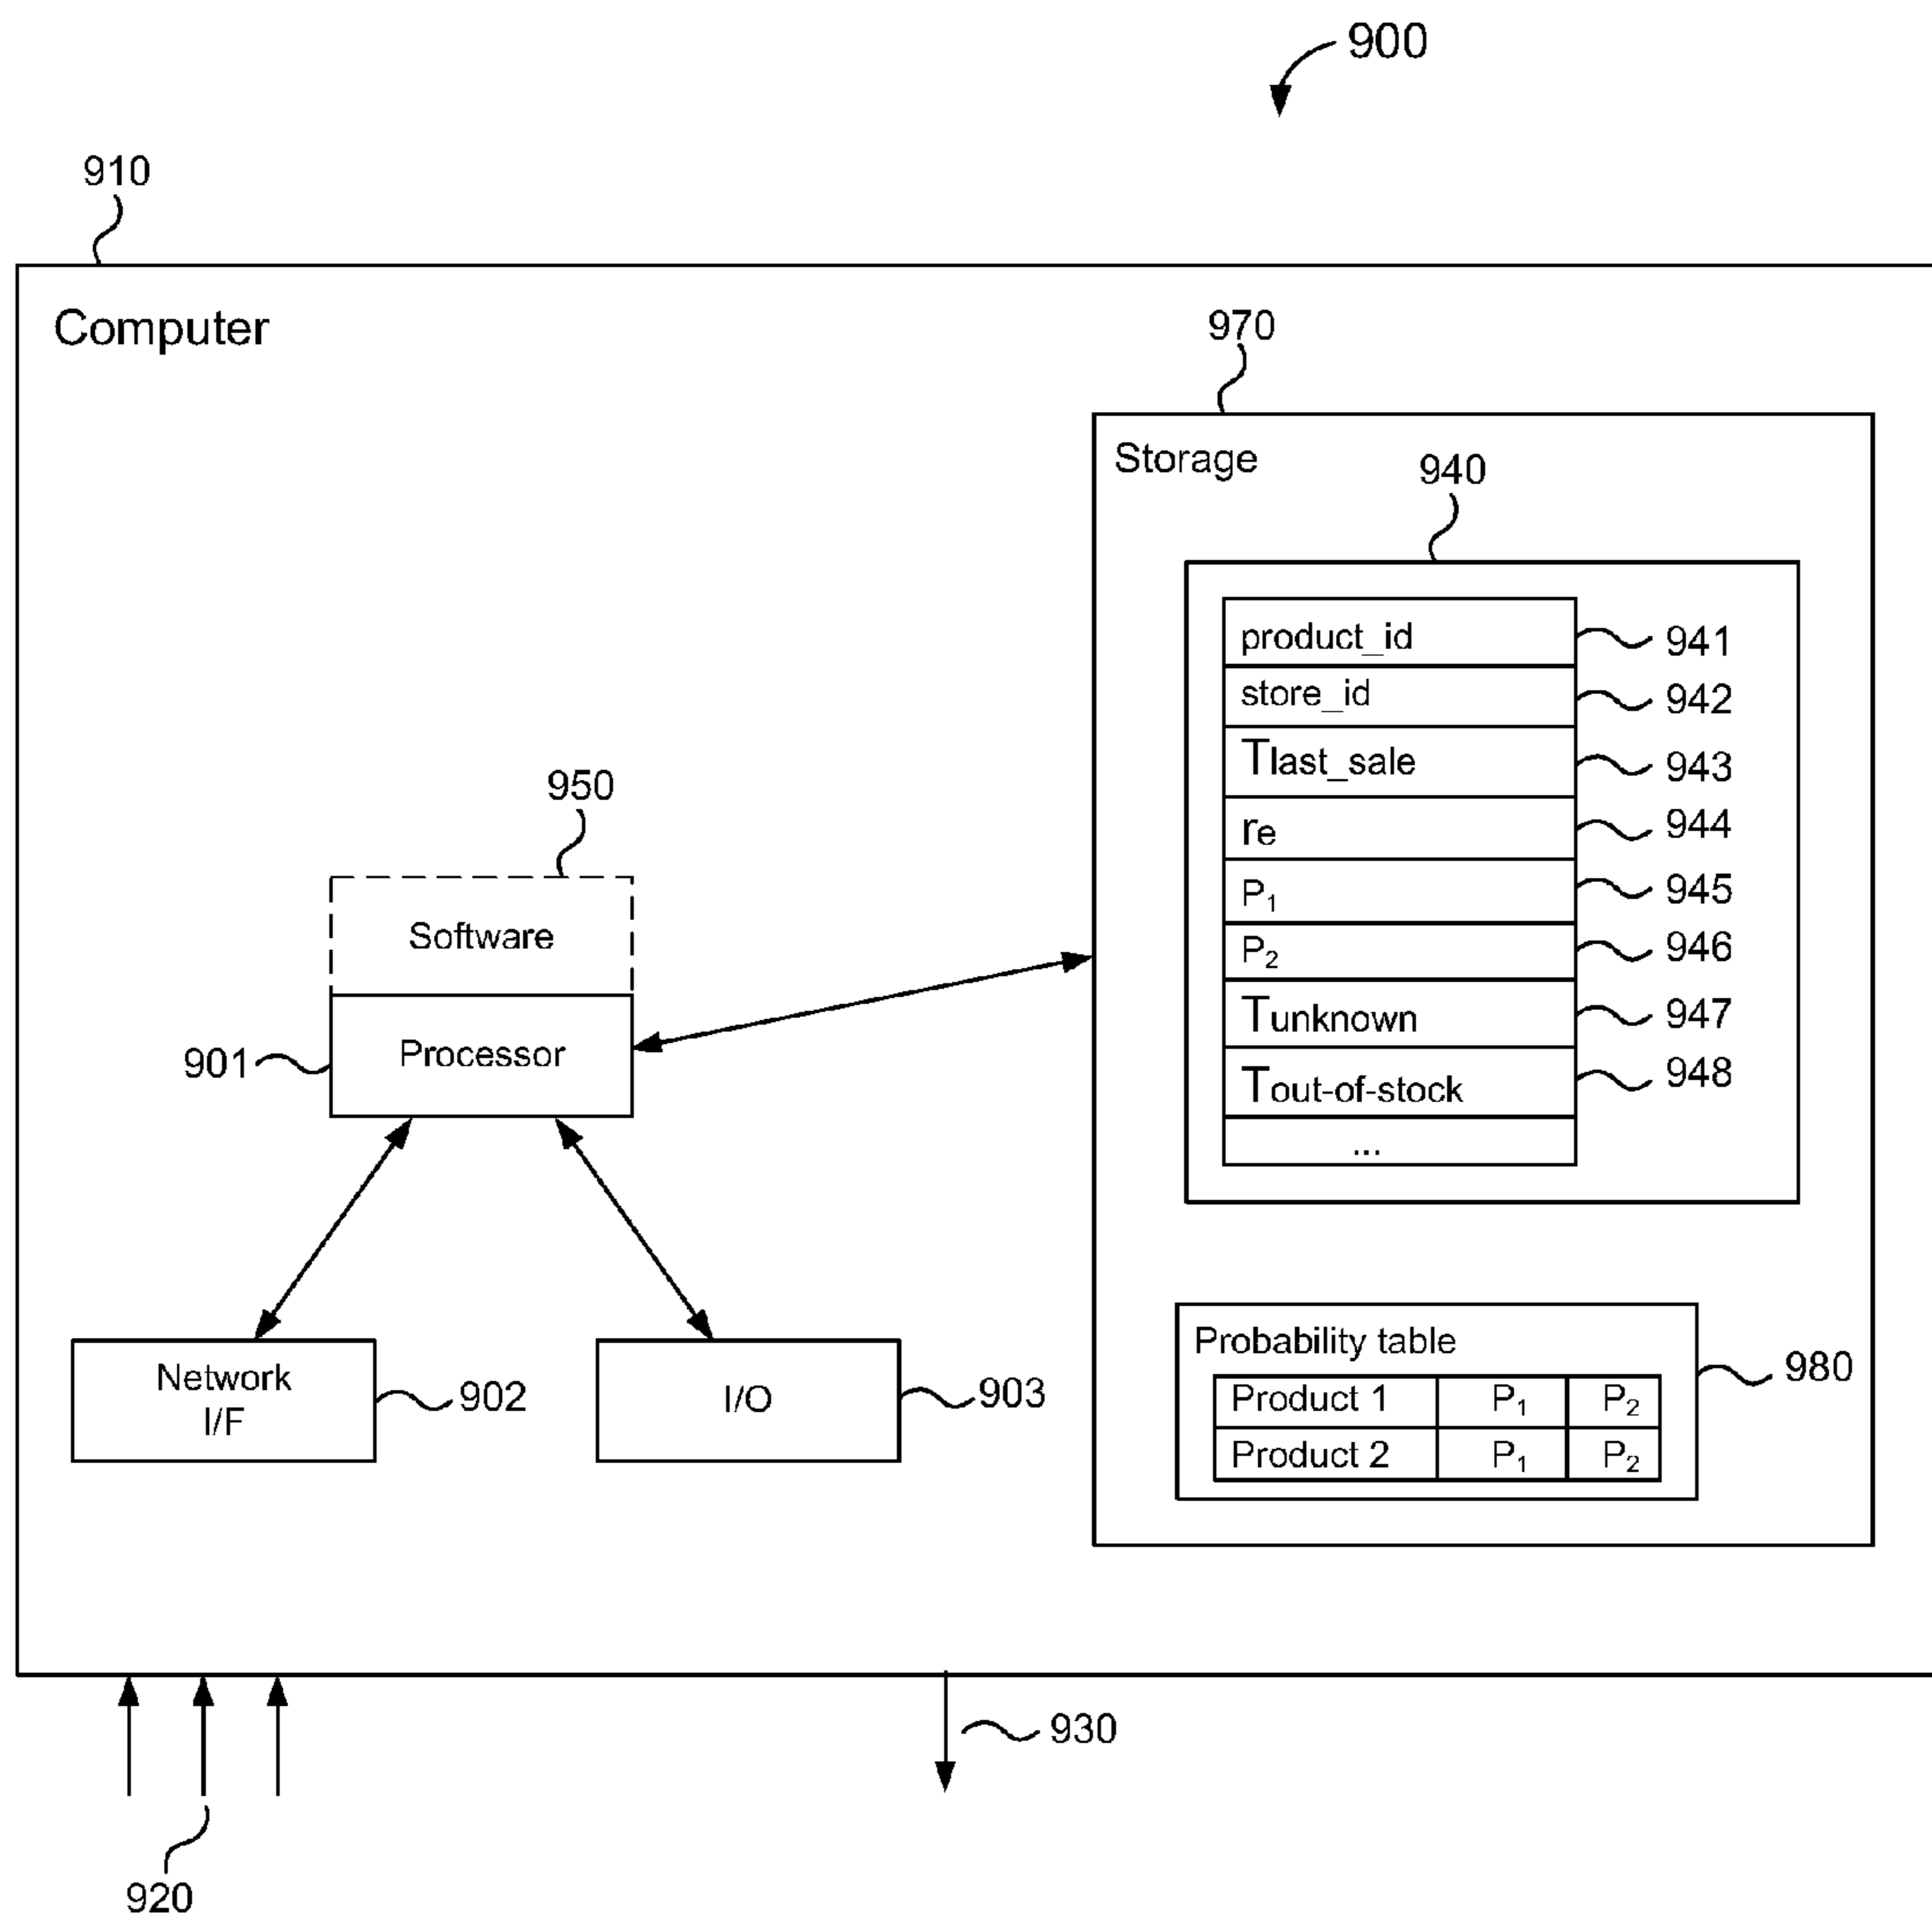 900
910
Computer
970
Storage
940
product_id
941
store_id
942
Tlast_sale
943
re
944
P1
945
P2
946
Tunknown
947
Tout-of-stock
948
...
950
Software
901
Processor
Network
I/F
902
I/O
903
Probability table
980
Product 1 P1 P2
Product 2 P1 P2
930
920